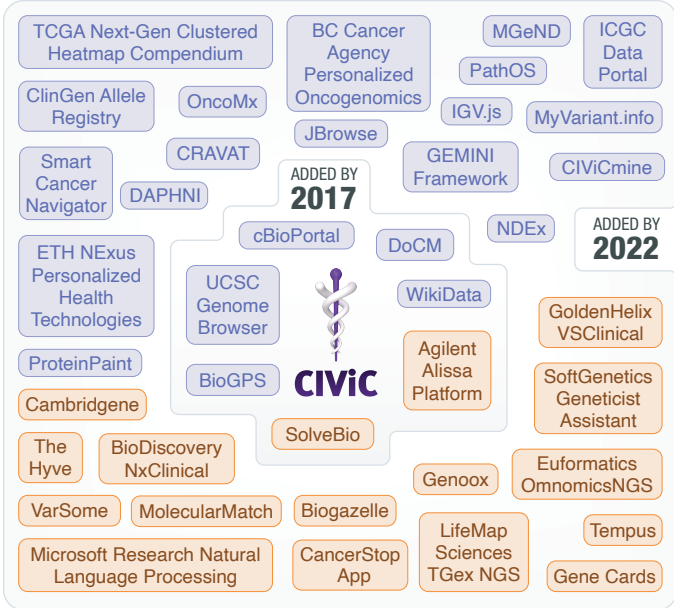 TCGA Next-Gen Clustered
Heatmap Compendium
BC Cancer
Agency
Personalized
Oncogenomics
MGeND
ICGC
Data
Portal
PathOS
ClinGen Allele
Registry
OncoMx
IGV.js
MyVariant.info
JBrowse
CRAVAT
GEMINI
Framework
CIViCmine
Smart
Cancer
Navigator
DAPHNI
ADDED BY
2017
NDEx
ADDED BY
2022
cBioPortal
DoCM
ETH NExus
Personalized
Health
Technologies
UCSC
Genome
Browser
WikiData
GoldenHelix
VSClinical
ProteinPaint
BioGPS
CIViC
Agilent
Alissa
Platform
SoftGenetics
Geneticist
Assistant
Cambridgene
SolveBio
The
Hyve
BioDiscovery
NxClinical
Genoox
Euformatics
OmnomicsNGS
VarSome
MolecularMatch
Biogazelle
LifeMap
Sciences
TGex NGS
Tempus
Microsoft Research Natural
Language Processing
CancerStop
App
Gene Cards